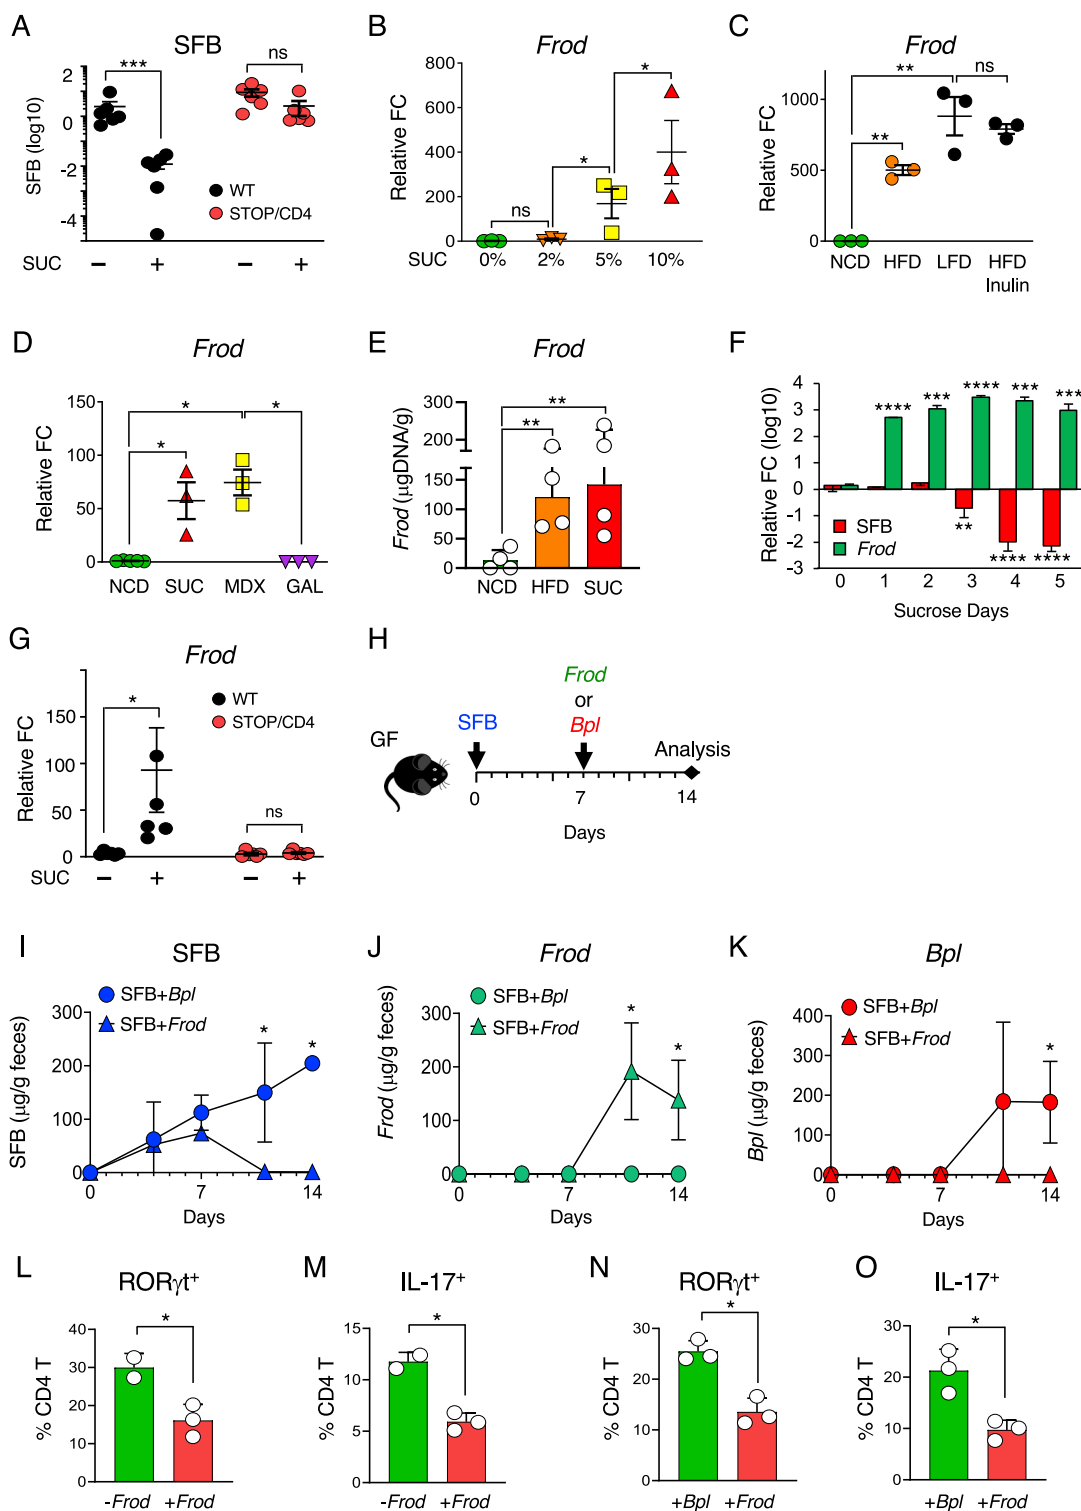 A
SFB
SFB (log10)
2
0
-2
-4
***
ns
WT
STOP/CD4
SUC
– + – +
B
Frod
Relative FC
800
600
400
200
0
ns
*
*
SUC 0% 2% 5% 10%
C
Frod
Relative FC
1000
500
0
**
**
ns
NCD HFD LFD HFD
Inulin
D
Frod
Relative FC
150
100
50
0
*
*
*
NCD SUC MDX GAL
E
Frod
Frod (μgDNA/g)
300
250
200
150
100
50
0
**
**
NCD HFD SUC
F
Relative FC (log10)
4
3
2
1
0
-1
-2
-3
**** *** **** *** ***
** **** ****
SFB
Frod
0 1 2 3 4 5
Sucrose Days
G
Frod
Relative FC
150
100
50
0
*
ns
WT
STOP/CD4
SUC – + – +
H
Frod
or
Bpl
SFB
GF
Analysis
0 7 14
Days
I
SFB
SFB+Bpl
SFB+Frod
SFB (μg/g feces)
300
200
100
0
* *
0 7 14
Days
J
Frod
SFB+Bpl
SFB+Frod
Frod (μg/g feces)
300
200
100
0
* *
0 7 14
Days
K
Bpl
SFB+Bpl
SFB+Frod
Bpl (μg/g feces)
400
300
200
100
0
*
0 7 14
Days
L
RORγt+
% CD4 T
40
30
20
10
0
*
-Frod +Frod
M
IL-17+
% CD4 T
15
10
5
0
*
-Frod +Frod
N
RORγt+
% CD4 T
30
20
10
0
*
+Bpl +Frod
O
IL-17+
% CD4 T
30
20
10
0
*
+Bpl +Frod